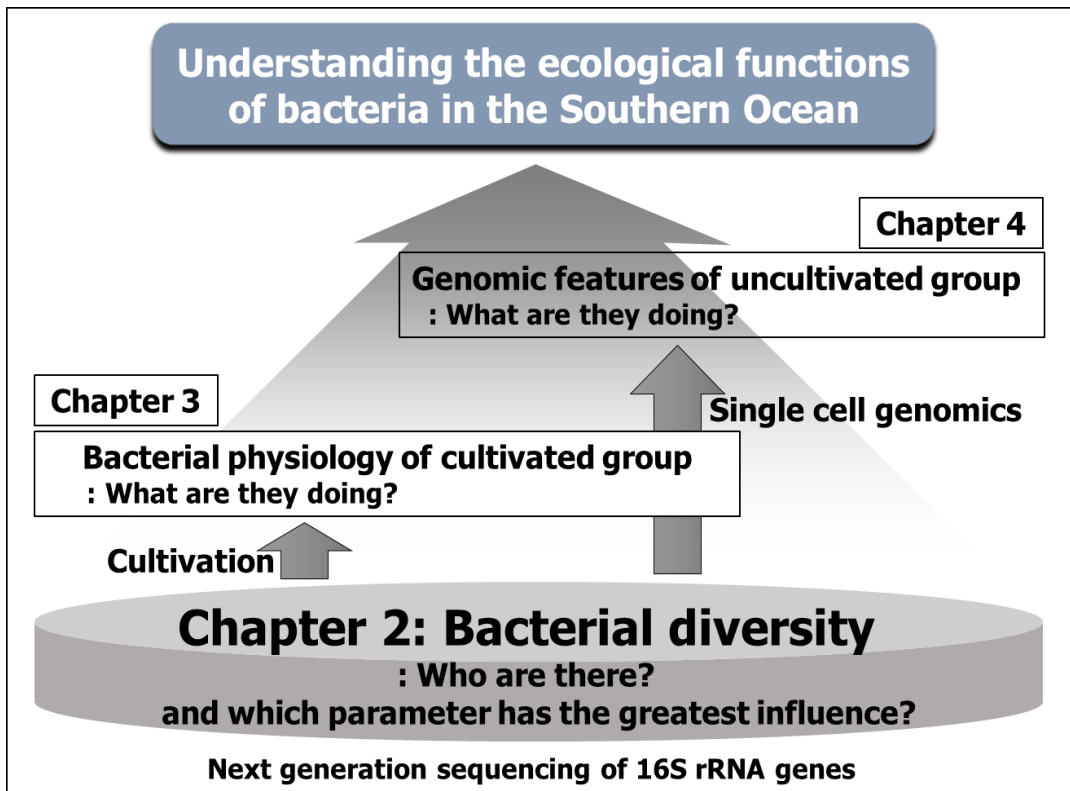 Understanding the ecological functions
of bacteria in the Southern Ocean
Chapter 4
Genomic features of uncultivated group
: What are they doing?
Single cell genomics
Chapter 3
Bacterial physiology of cultivated group
: What are they doing?
Cultivation
Chapter 2: Bacterial diversity
: Who are there?
and which parameter has the greatest influence?
Next generation sequencing of 16S rRNA genes